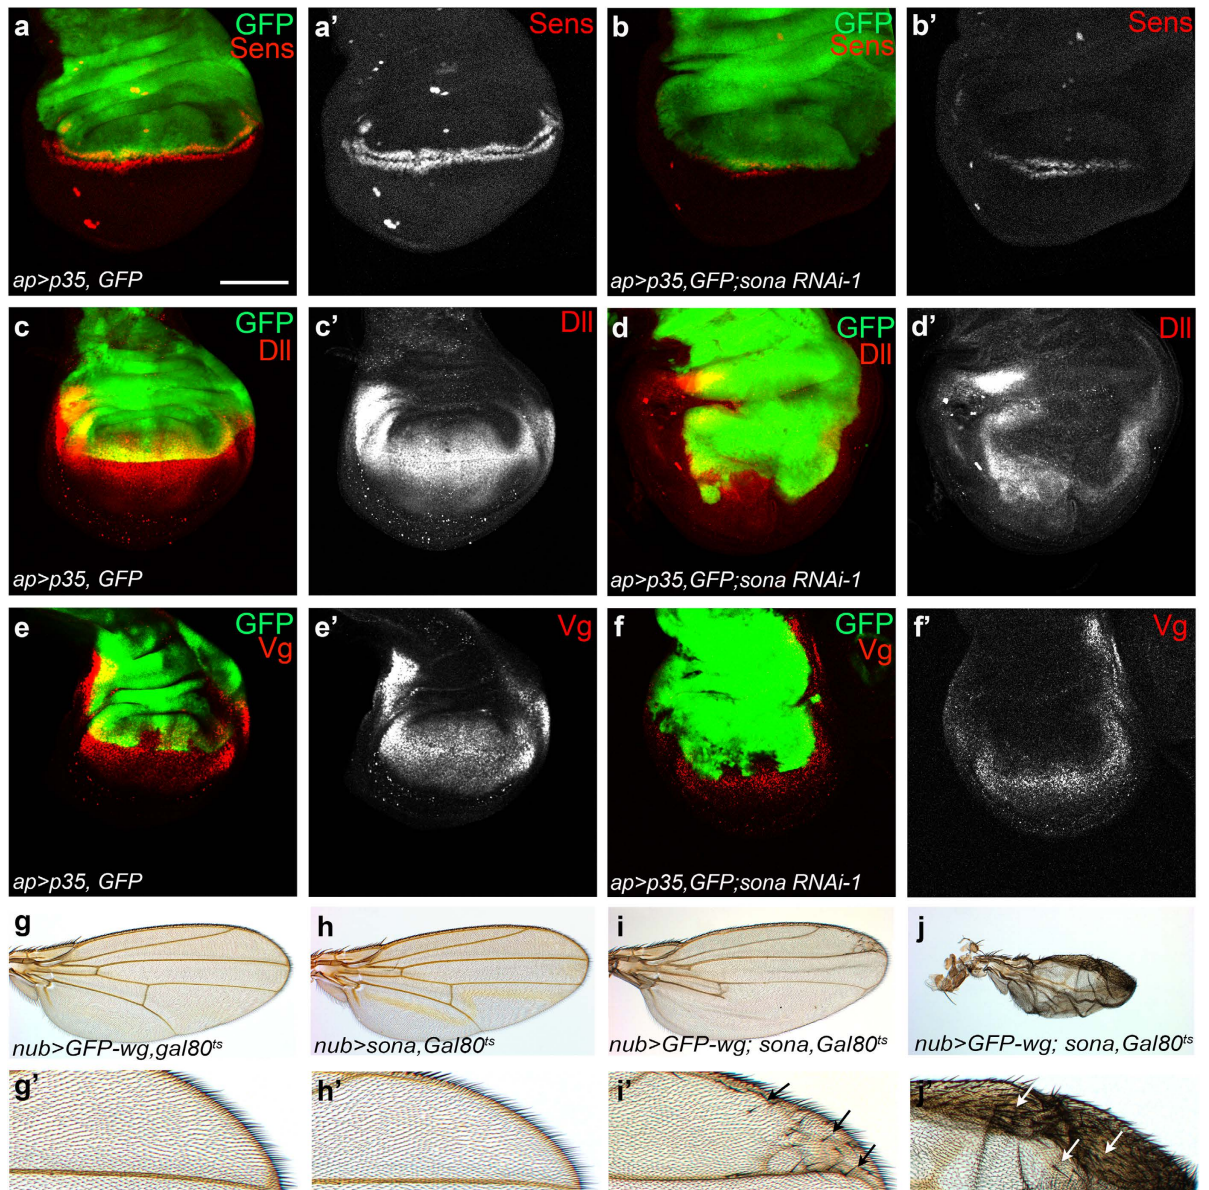 a GFP Sens ap>p35, GFP
a’ Sens
b GFP Sens ap>p35,GFP;sona RNAi-1
b’ Sens
c GFP Dll ap>p35, GFP
c’ Dll
d GFP Dll ap>p35,GFP;sona RNAi-1
d’ Dll
e GFP Vg ap>p35, GFP
e’ Vg
f GFP Vg ap>p35,GFP;sona RNAi-1
f’ Vg
g nub>GFP-wg,gal80ts
h nub>sona,Gal80ts
i nub>GFP-wg; sona,Gal80ts
j nub>GFP-wg; sona,Gal80ts
g’
h’
i’
j’